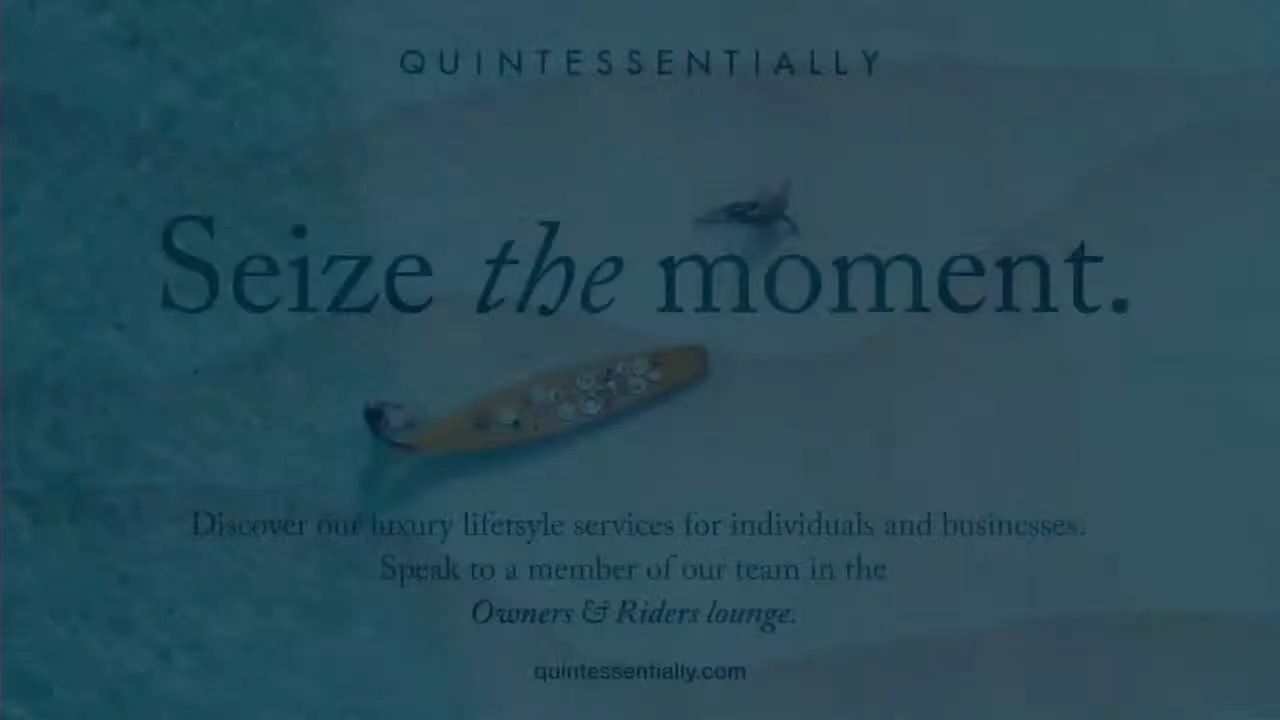 QUINTESSENTIALLY
Seize the moment.
Discover our luxury lifetsyle services for individuals and businesses.
Speak to a member of our team in the
Owners & Riders lounge.
quintessentially.com